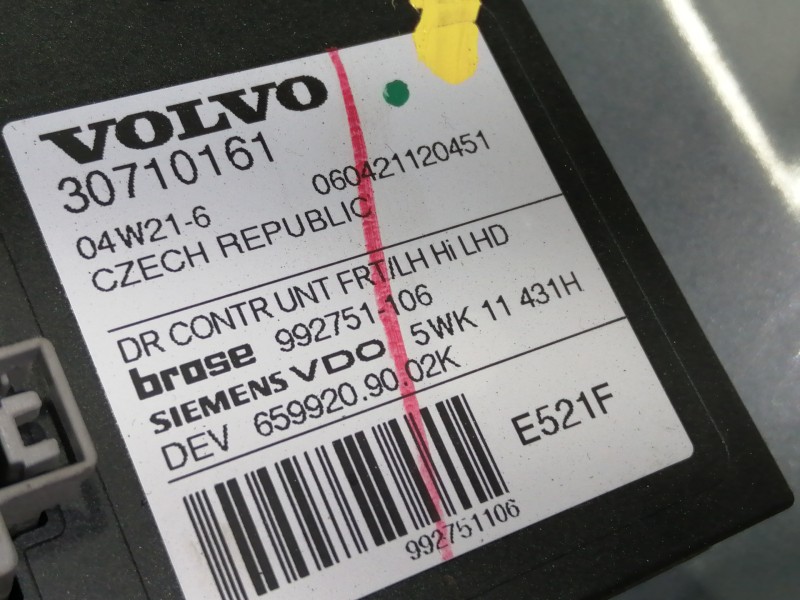 VOLVO
30710161
04W21-6 060421120451
CZECH REPUBLIC
DR CONTR UNT FRT/LH Hi LHD
brose 992751-106
SIEMENS VDO 5WK 11 431H
DEV 659920.90.02K
E521F
992751106